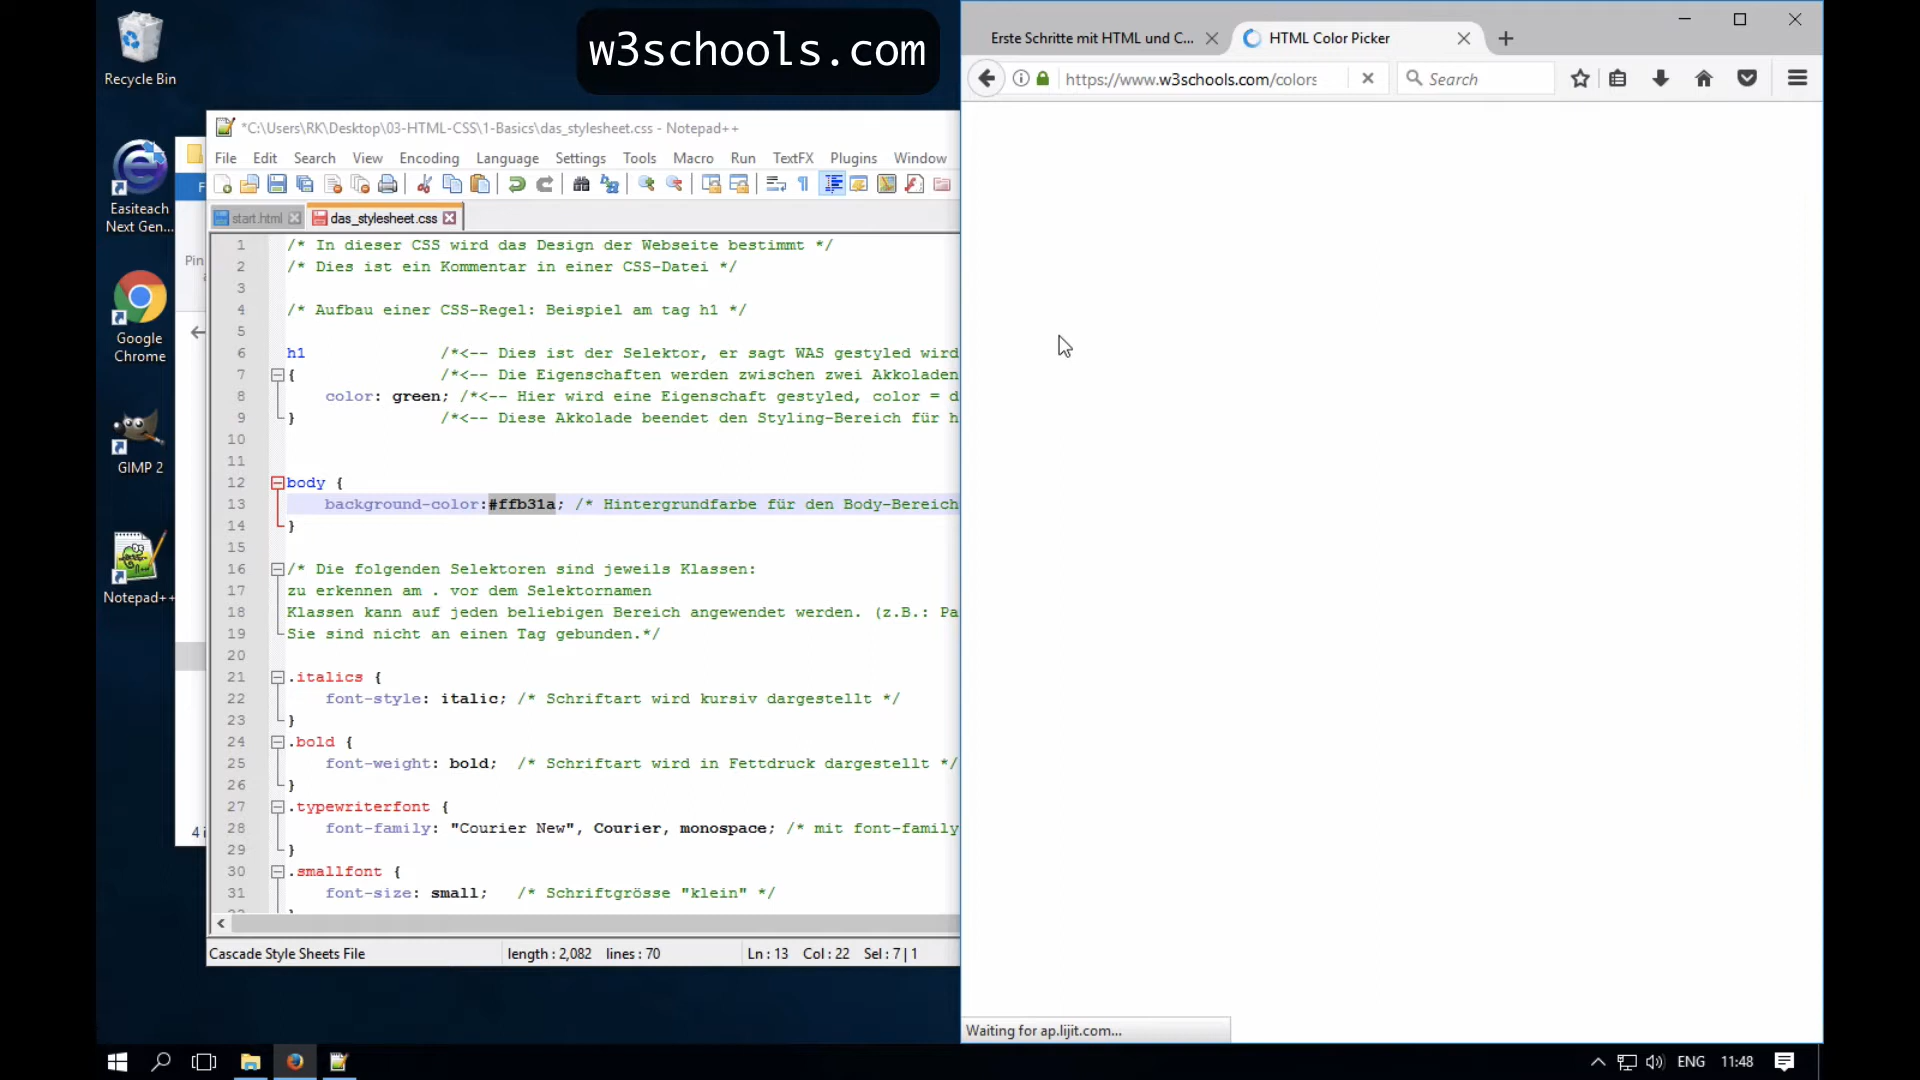 w3schools.com
Recycle Bin
Easiteach
Next Gen...
Google
Chrome
GIMP 2
Notepad++
F
Pin
4 i
*C:\Users\RK\Desktop\03-HTML-CSS\1-Basics\das_stylesheet.css - Notepad++
File Edit Search View Encoding Language Settings Tools Macro Run TextFX Plugins Window
start.html das_stylesheet.css
1 /* In dieser CSS wird das Design der Webseite bestimmt */
2 /* Dies ist ein Kommentar in einer CSS-Datei */
3
4 /* Aufbau einer CSS-Regel: Beispiel am tag h1 */
5
6 h1 /*<-- Dies ist der Selektor, er sagt WAS gestyled wird
7 { /*<-- Die Eigenschaften werden zwischen zwei Akkoladen
8 color: green; /*<-- Hier wird eine Eigenschaft gestyled, color = d
9 } /*<-- Diese Akkolade beendet den Styling-Bereich für h
10
11
12 body {
13 background-color:#ffb31a; /* Hintergrundfarbe für den Body-Bereich
14 }
15
16 /* Die folgenden Selektoren sind jeweils Klassen:
17 zu erkennen am . vor dem Selektornamen
18 Klassen kann auf jeden beliebigen Bereich angewendet werden. (z.B.: Pa
19 Sie sind nicht an einen Tag gebunden.*/
20
21 .italics {
22 font-style: italic; /* Schriftart wird kursiv dargestellt */
23 }
24 .bold {
25 font-weight: bold; /* Schriftart wird in Fettdruck dargestellt */
26 }
27 .typewriterfont {
28 font-family: "Courier New", Courier, monospace; /* mit font-family
29 }
30 .smallfont {
31 font-size: small; /* Schriftgrösse "klein" */
Cascade Style Sheets File length : 2,082 lines : 70 Ln : 13 Col : 22 Sel : 7 | 1
Erste Schritte mit HTML und C... HTML Color Picker
https://www.w3schools.com/colors Search
Waiting for ap.lijit.com...
ENG 11:48